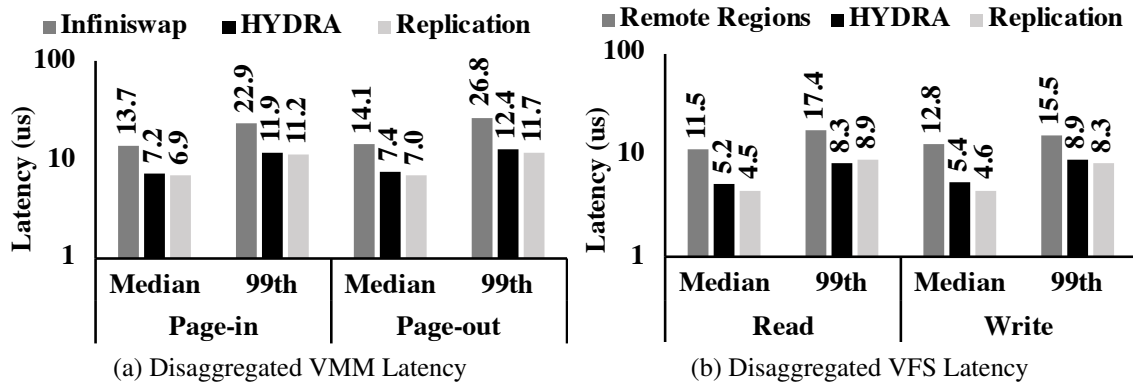 Infiniswap HYDRA Replication
Latency (us)
100
10
1
13.7 7.2 6.9 22.9 11.9 11.2 14.1 7.4 7.0 26.8 12.4 11.7
Median 99th Median 99th
Page-in Page-out
(a) Disaggregated VMM Latency
Remote Regions HYDRA Replication
Latency (us)
100
10
1
11.5 5.2 4.5 17.4 8.3 8.9 12.8 5.4 4.6 15.5 8.9 8.3
Median 99th Median 99th
Read Write
(b) Disaggregated VFS Latency